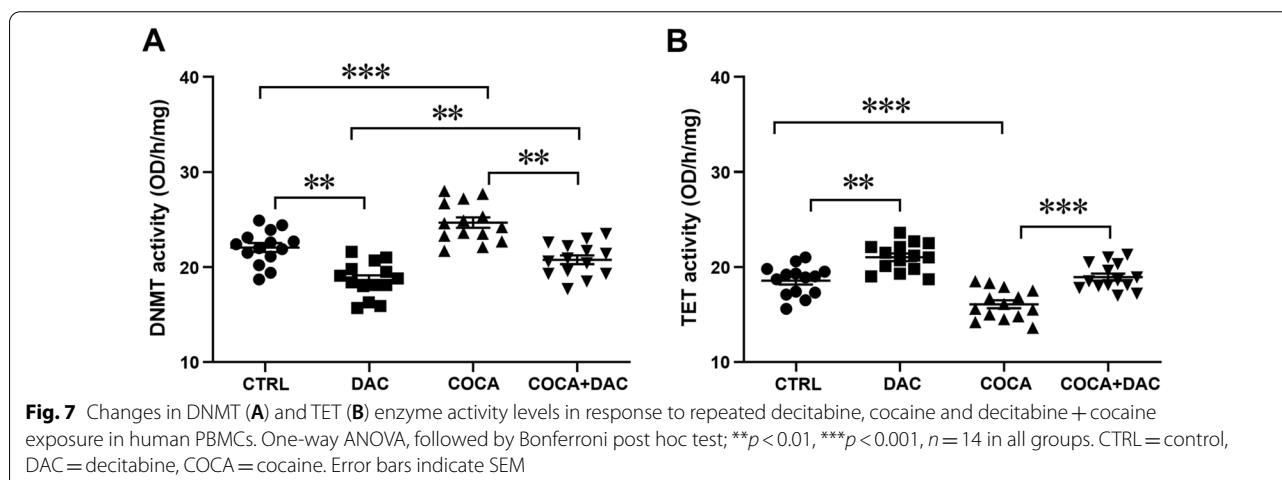 A
B
***
**
**
**
***
**
***
DNMT activity (OD/h/mg)
40
30
20
10
CTRL DAC COCA COCA+DAC
TET activity (OD/h/mg)
40
30
20
10
CTRL DAC COCA COCA+DAC
Fig. 7 Changes in DNMT (A) and TET (B) enzyme activity levels in response to repeated decitabine, cocaine and decitabine + cocaine
exposure in human PBMCs. One-way ANOVA, followed by Bonferroni post hoc test; **p < 0.01, ***p < 0.001, n = 14 in all groups. CTRL = control,
DAC = decitabine, COCA = cocaine. Error bars indicate SEM